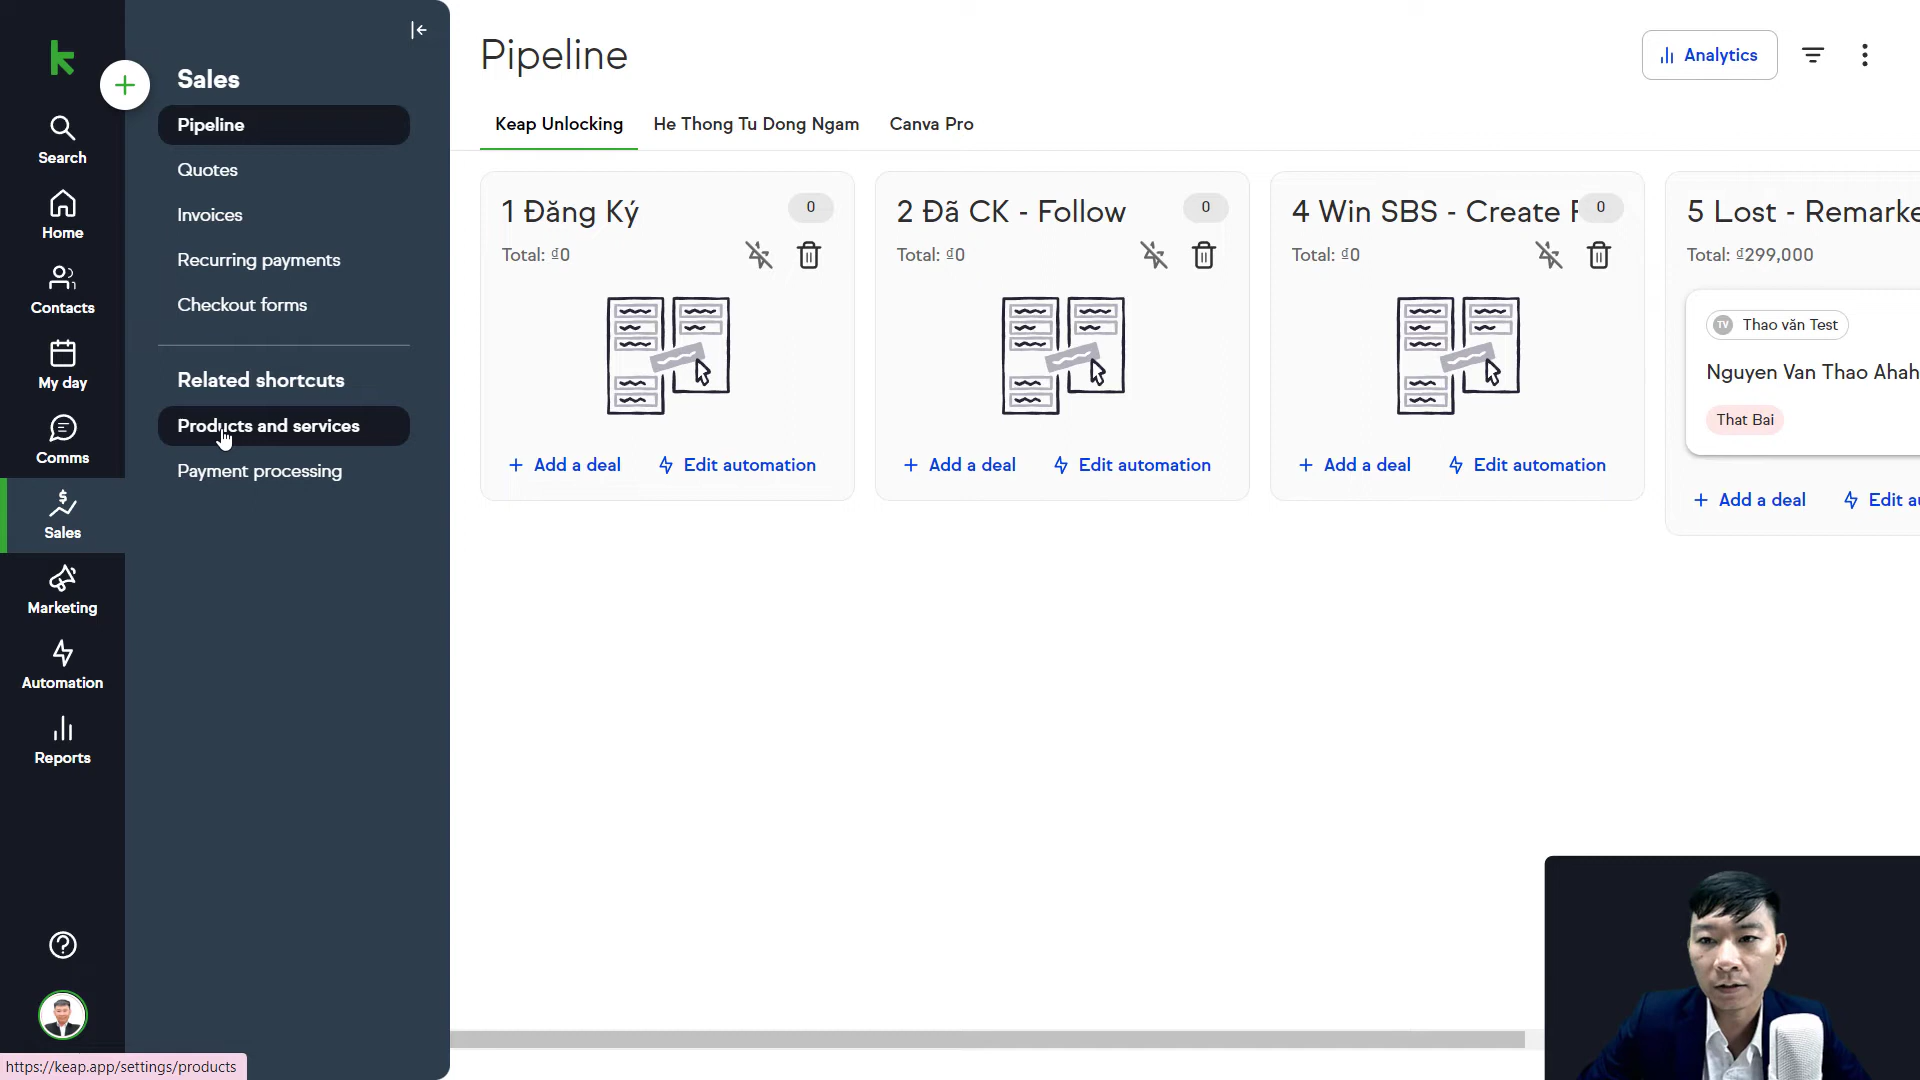 Search
Home
Contacts
My day
Comms
Sales
Marketing
Automation
Reports
Sales
Pipeline
Quotes
Invoices
Recurring payments
Checkout forms
Related shortcuts
Products and services
Payment processing
https://keap.app/settings/products
Pipeline
Analytics
Keap Unlocking
He Thong Tu Dong Ngam
Canva Pro
1 Đăng Ký
0
Total: ₫0
+ Add a deal
Edit automation
2 Đã CK - Follow
0
Total: ₫0
+ Add a deal
Edit automation
4 Win SBS - Create
0
Total: ₫0
+ Add a deal
Edit automation
5 Lost - Remarke
Total: ₫299,000
TV Thao văn Test
Nguyen Van Thao Ahah
That Bai
+ Add a deal
Edit au